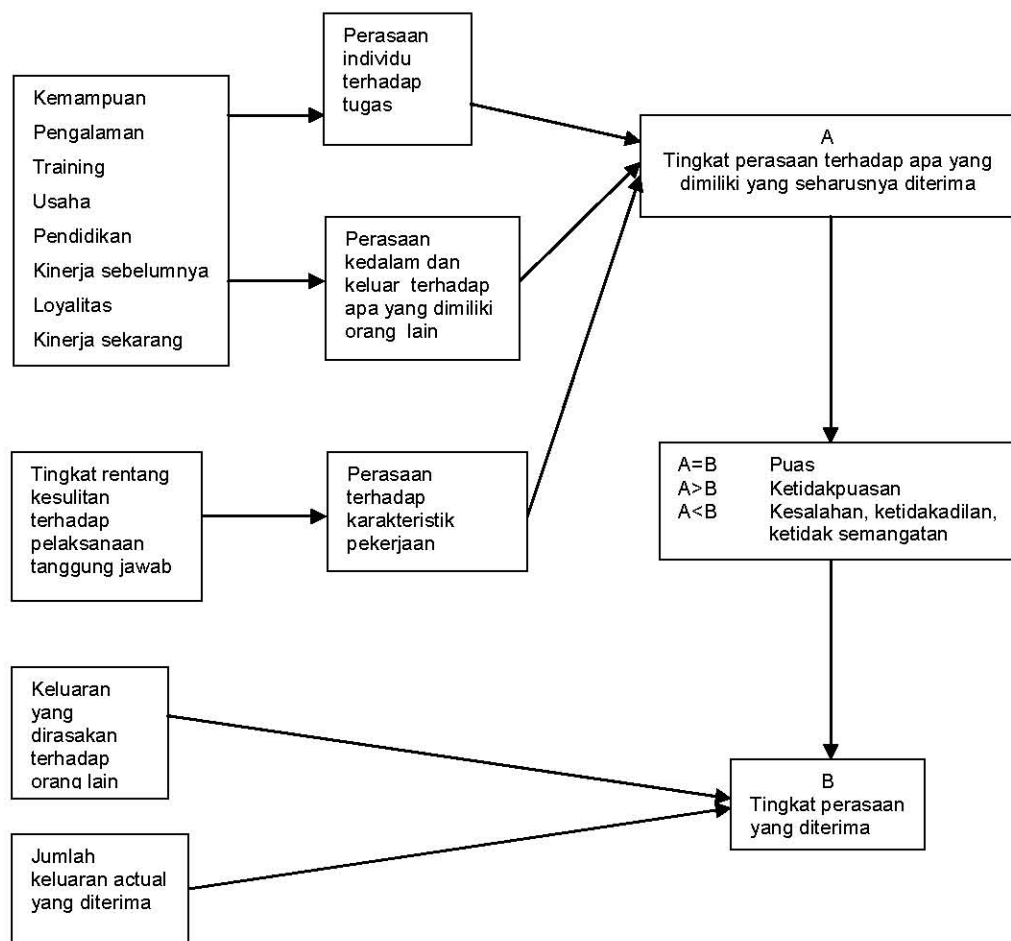 Perasaan
individu
terhadap
tugas
Kemampuan
Pengalaman
Training
Usaha
Pendidikan
Kinerja sebelumnya
Loyalitas
Kinerja sekarang
A
Tingkat perasaan terhadap apa yang
dimiliki yang seharusnya diterima
Perasaan
kedalam dan
keluar terhadap
apa yang dimiliki
orang lain
Tingkat rentang
kesulitan
terhadap
pelaksanaan
tanggung jawab
Perasaan
terhadap
karakteristik
pekerjaan
A=B Puas
A>B Ketidakpuasan
A<B Kesalahan, ketidakadilan,
ketidak semangatan
Keluaran
yang
dirasakan
terhadap
orang lain
B
Tingkat perasaan
yang diterima
Jumlah
keluaran actual
yang diterima